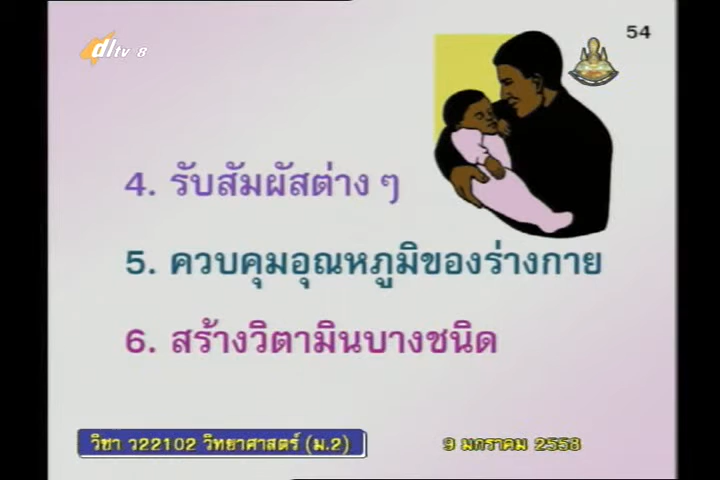 dltv 8
54
4. รับสัมผัสต่าง ๆ
5. ควบคุมอุณหภูมิของร่างกาย
6. สร้างวิตามินบางชนิด
วิชา ว22102 วิทยาศาสตร์ (ม.2)
9 มกราคม 2558